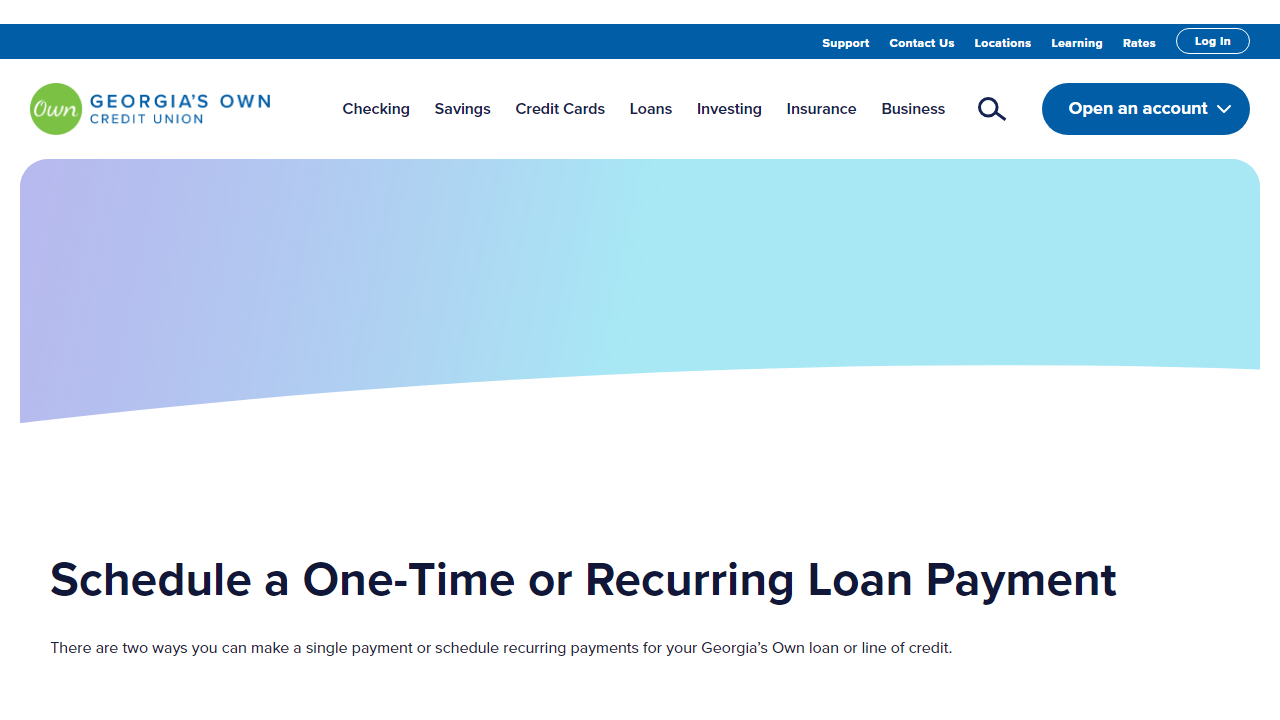 Support Contact Us Locations Learning Rates Log In
Own GEORGIA'S OWN
CREDIT UNION
Checking Savings Credit Cards Loans Investing Insurance Business Open an account
Schedule a One-Time or Recurring Loan Payment
There are two ways you can make a single payment or schedule recurring payments for your Georgia’s Own loan or line of credit.